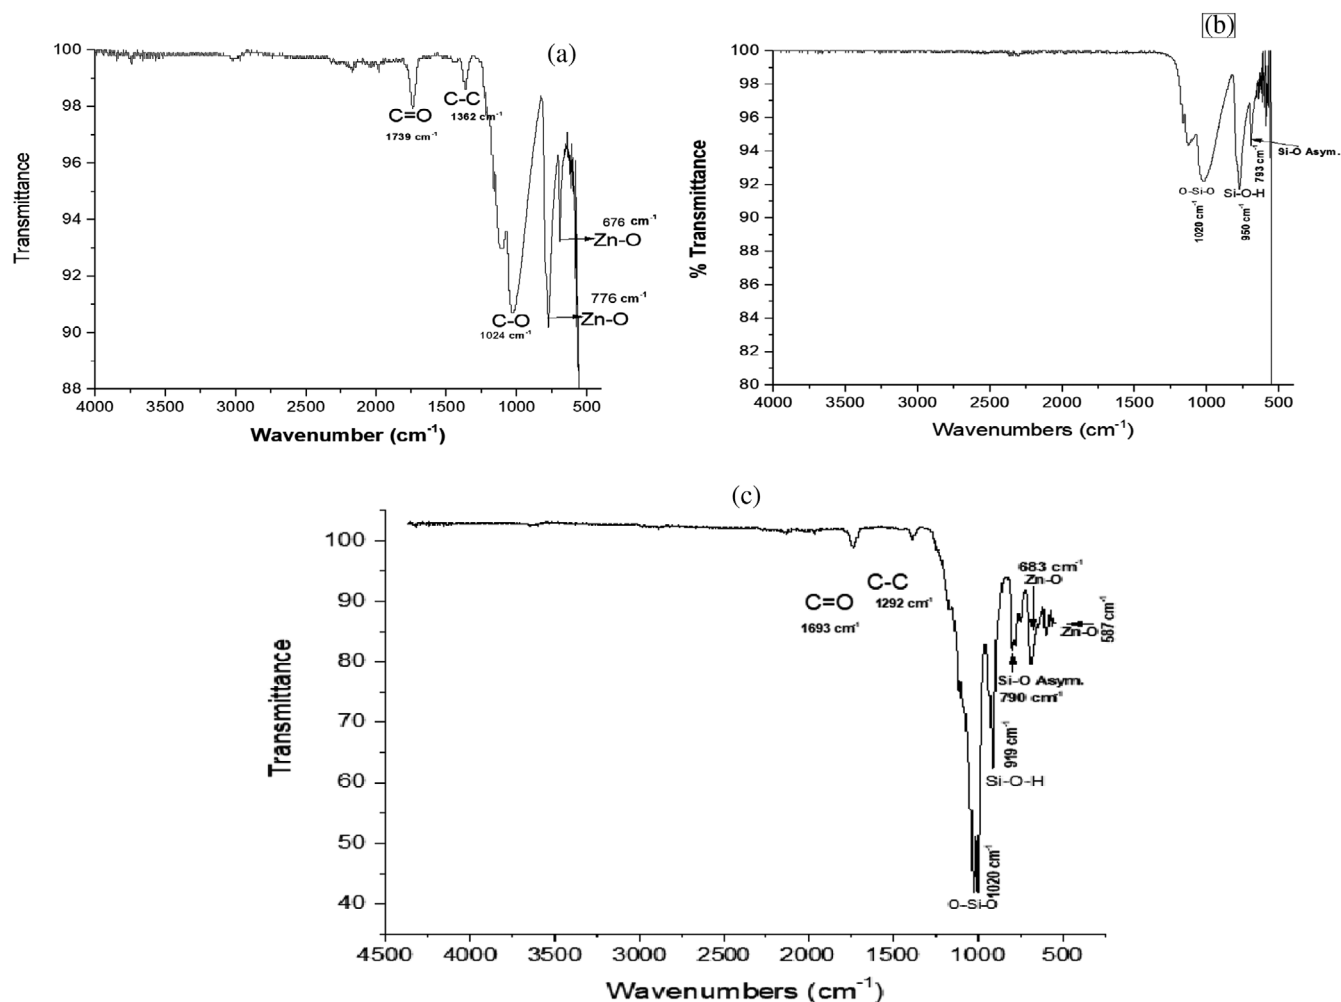 (a)
100
98
96
94
92
90
88
Transmittance
C=O
1739 cm⁻¹
C-C
1362 cm⁻¹
676 cm⁻¹
Zn-O
776 cm⁻¹
Zn-O
C-O
1024 cm⁻¹
4000 3500 3000 2500 2000 1500 1000 500
Wavenumber (cm⁻¹)
(b)
100
98
96
94
92
90
88
86
84
82
80
% Transmittance
Si-O Asym.
793 cm⁻¹
O-Si-O
1020 cm⁻¹
Si-O-H
950 cm⁻¹
4000 3500 3000 2500 2000 1500 1000 500
Wavenumbers (cm⁻¹)
(c)
100
90
80
70
60
50
40
Transmittance
C=O
1693 cm⁻¹
C-C
1292 cm⁻¹
683 cm⁻¹
Zn-O
Zn-O
587 cm⁻¹
Si-O Asym.
790 cm⁻¹
919 cm⁻¹
Si-O-H
1020 cm⁻¹
O-Si-O
4500 4000 3500 3000 2500 2000 1500 1000 500
Wavenumbers (cm⁻¹)